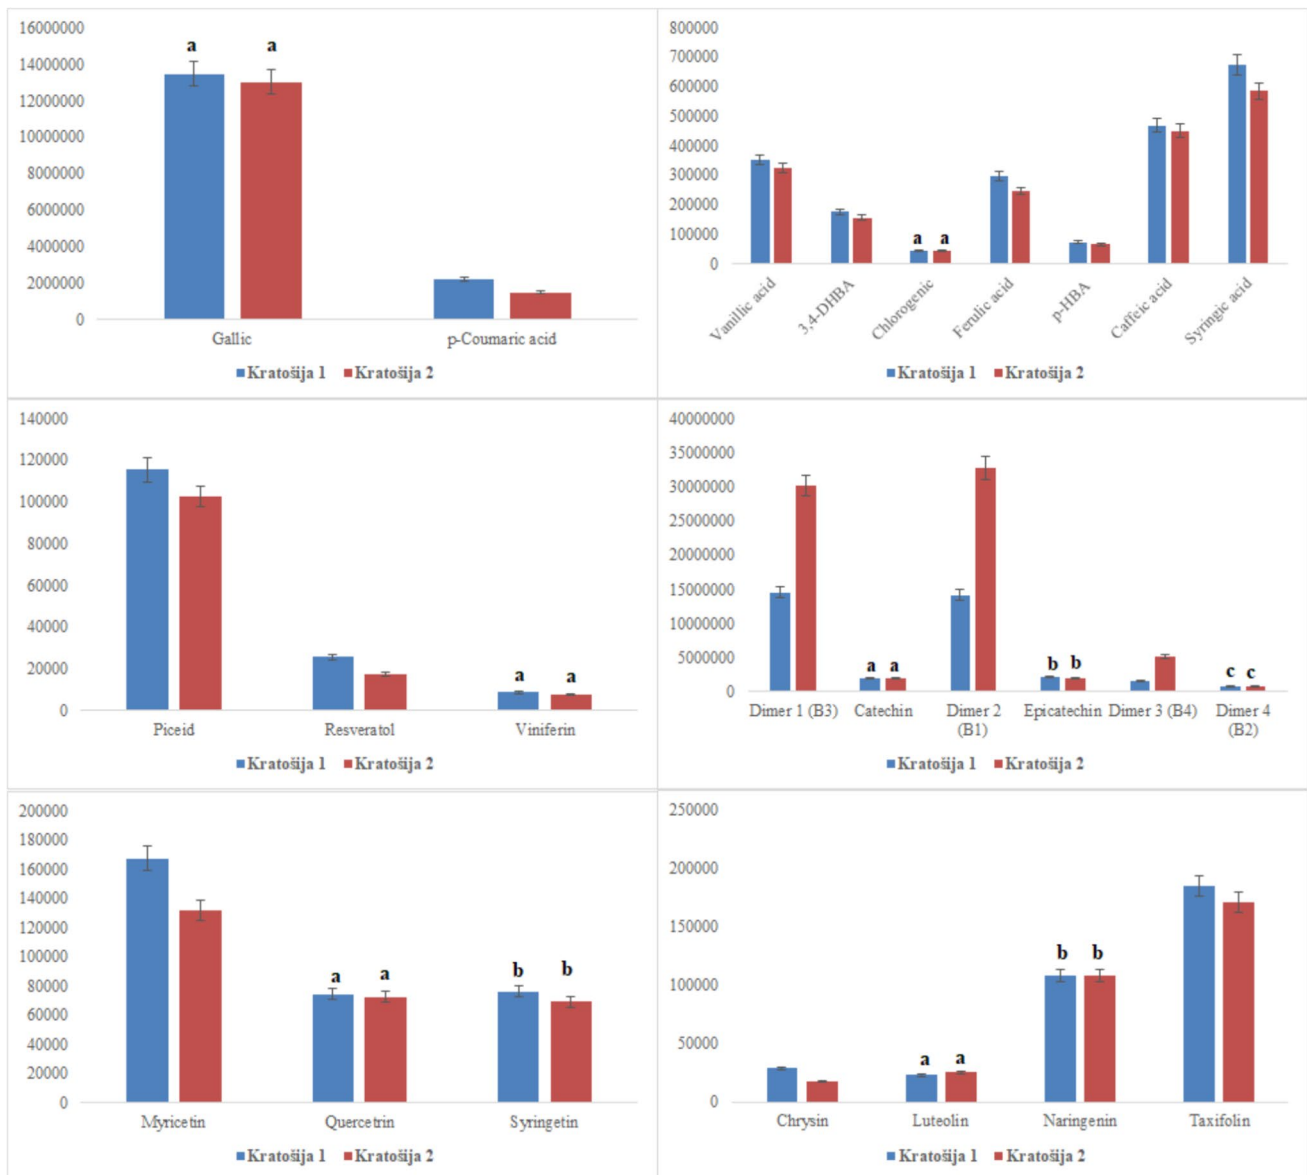 16000000
14000000
12000000
10000000
8000000
6000000
4000000
2000000
0
a a
Gallic p-Coumaric acid
Kratošija 1 Kratošija 2
800000
700000
600000
500000
400000
300000
200000
100000
0
a a
Vanillic acid 3,4-DHBA Chlorogenic Ferulic acid p-HBA Caffeic acid Syringic acid
Kratošija 1 Kratošija 2
140000
120000
100000
80000
60000
40000
20000
0
a a
Piceid Resveratol Viniferin
Kratošija 1 Kratošija 2
40000000
35000000
30000000
25000000
20000000
15000000
10000000
5000000
0
a a b b c c
Dimer 1 (B3) Catechin Dimer 2 Epicatechin Dimer 3 (B4) Dimer 4
(B1) (B2)
Kratošija 1 Kratošija 2
200000
180000
160000
140000
120000
100000
80000
60000
40000
20000
0
a a b b
Myricetin Quercetrin Syringetin
Kratošija 1 Kratošija 2
250000
200000
150000
100000
50000
0
a a b b
Chrysin Luteolin Naringenin Taxifolin
Kratošija 1 Kratošija 2